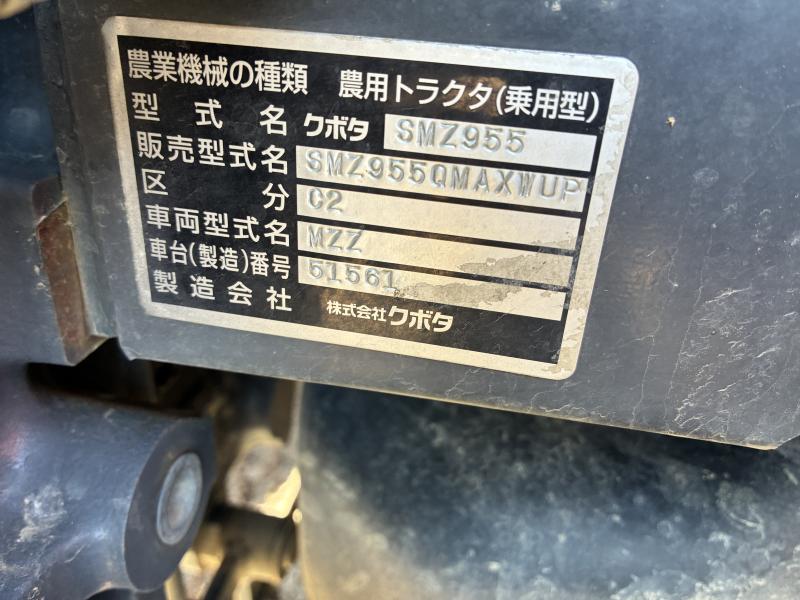 農業機械の種類 農用トラクタ(乗用型)
型式名 クボタ SMZ955
販売型式名 SMZ955QMAXWUP
区分 C2
車両型式名 MZZ
車台(製造)番号 51561
製造会社 株式会社クボタ